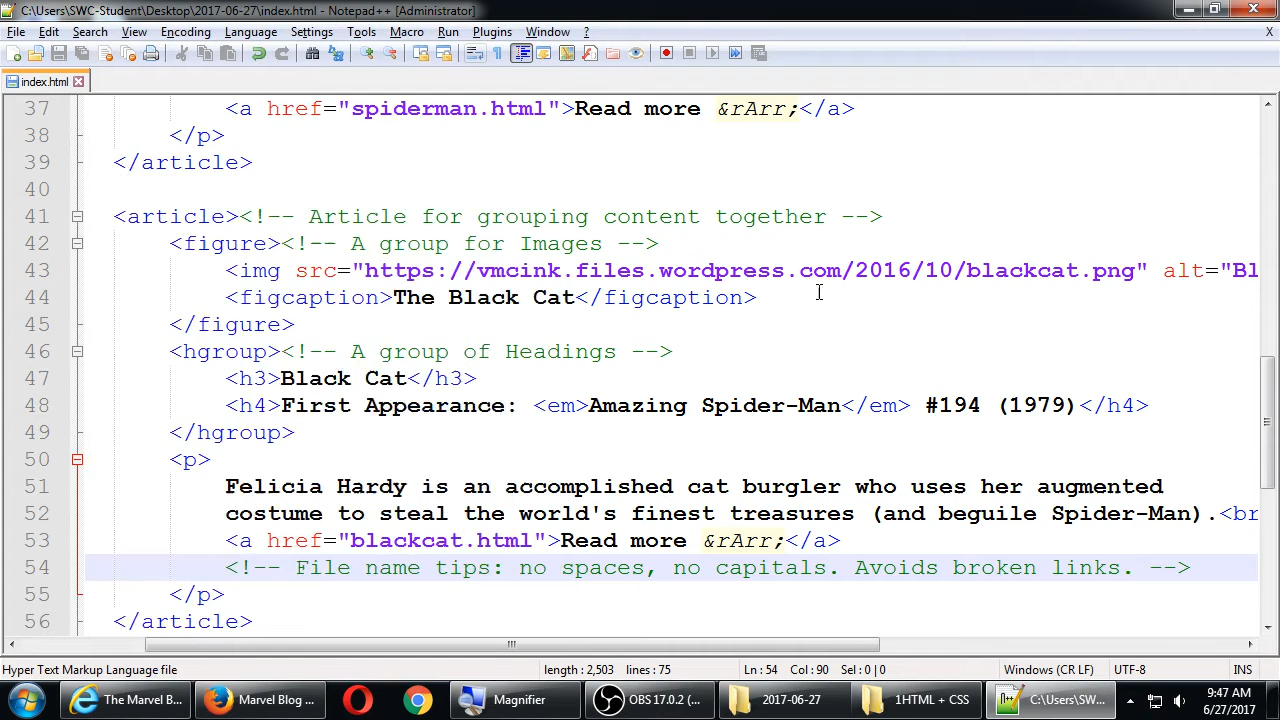 C:\Users\SWC-Student\Desktop\2017-06-27\index.html - Notepad++ [Administrator]
File Edit Search View Encoding Language Settings Tools Macro Run Plugins Window ? X
index.html
37 <a href="spiderman.html">Read more &rArr;</a>
38 </p>
39 </article>
40
41 <article><!-- Article for grouping content together -->
42 <figure><!-- A group for Images -->
43 <img src="https://vmcink.files.wordpress.com/2016/10/blackcat.png" alt="Bl
44 <figcaption>The Black Cat</figcaption>
45 </figure>
46 <hgroup><!-- A group of Headings -->
47 <h3>Black Cat</h3>
48 <h4>First Appearance: <em>Amazing Spider-Man</em> #194 (1979)</h4>
49 </hgroup>
50 <p>
51 Felicia Hardy is an accomplished cat burgler who uses her augmented
52 costume to steal the world's finest treasures (and beguile Spider-Man).<br
53 <a href="blackcat.html">Read more &rArr;</a>
54 <!-- File name tips: no spaces, no capitals. Avoids broken links. -->
55 </p>
56 </article>
Hyper Text Markup Language file length : 2,503 lines : 75 Ln : 54 Col : 90 Sel : 0 | 0 Windows (CR LF) UTF-8 INS
The Marvel B... Marvel Blog ... Magnifier OBS 17.0.2 (... 2017-06-27 1HTML + CSS C:\Users\SW... 9:47 AM
6/27/2017